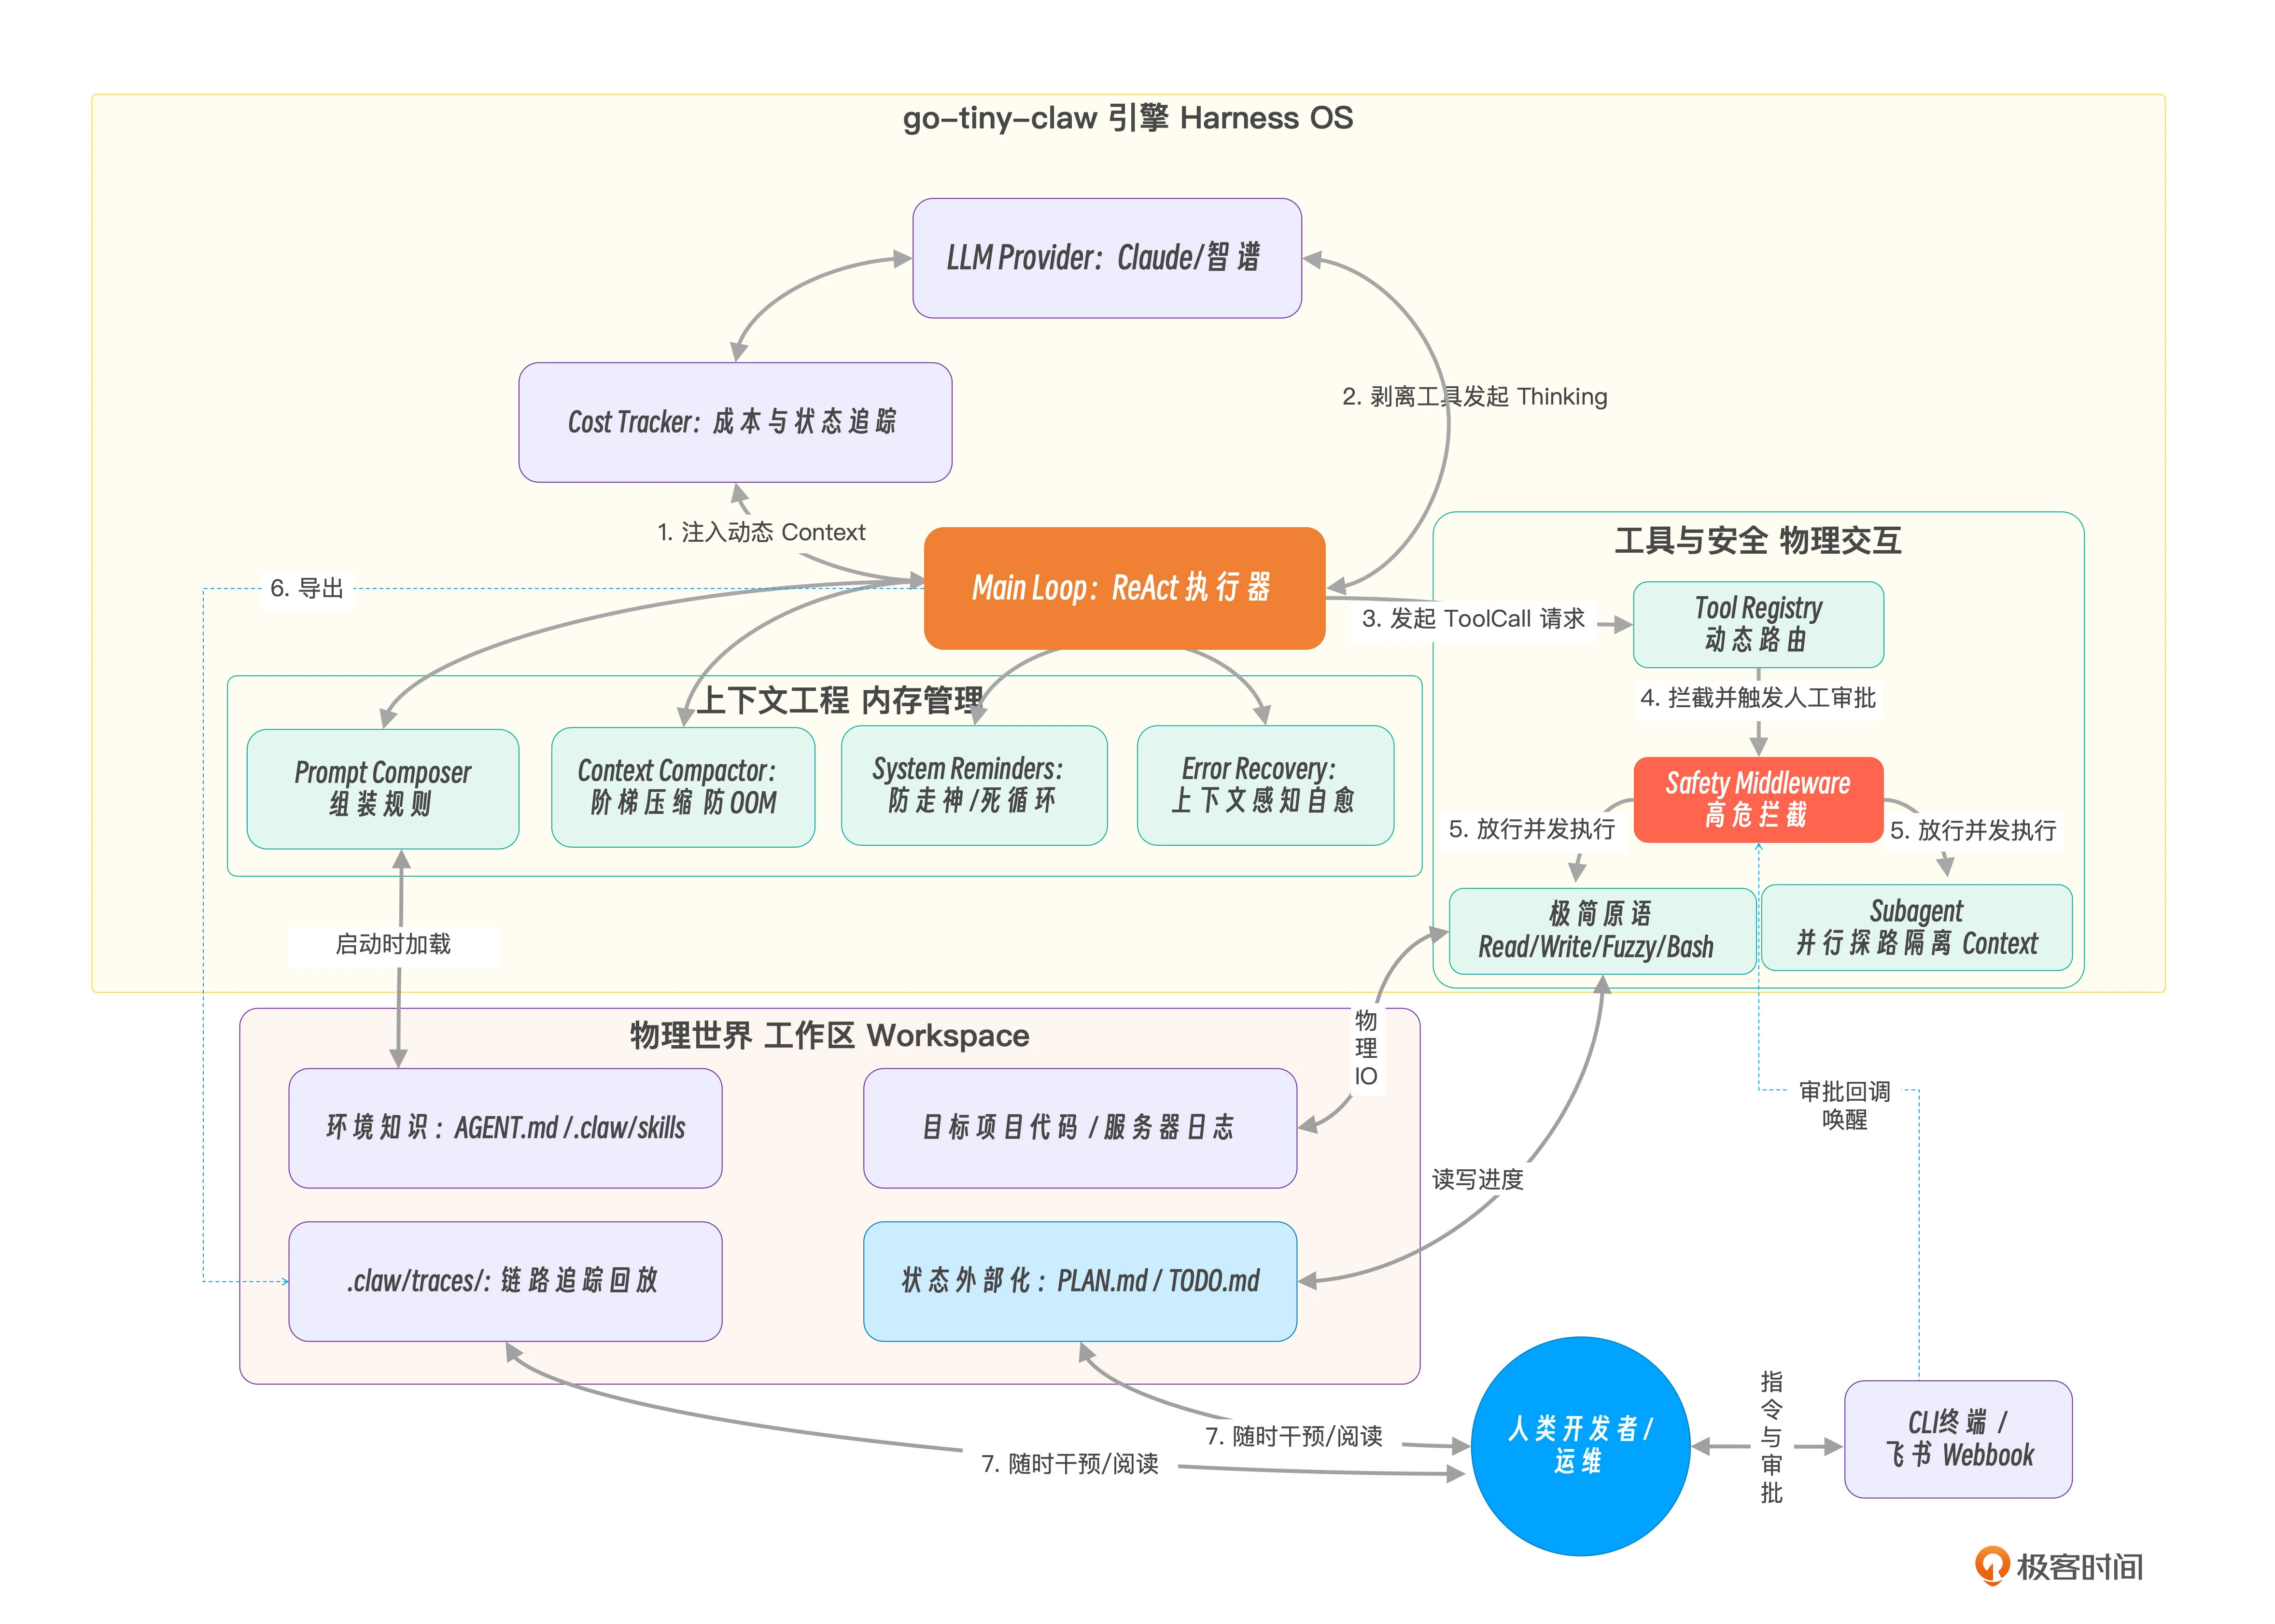 go-tiny-claw 引擎 Harness OS
LLM Provider：Claude/智谱
2. 剥离工具发起 Thinking
Cost Tracker：成本与状态追踪
1. 注入动态 Context
6. 导出
Main Loop：ReAct 执行器
3. 发起 ToolCall 请求
工具与安全 物理交互
Tool Registry
动态路由
4. 拦截并触发人工审批
Safety Middleware
高危拦截
5. 放行并发执行
5. 放行并发执行
极简原语
Read/Write/Fuzzy/Bash
Subagent
并行探路隔离 Context
上下文工程 内存管理
Prompt Composer
组装规则
Context Compactor：
阶梯压缩 防OOM
System Reminders：
防走神/死循环
Error Recovery：
上下文感知自愈
启动时加载
物理世界 工作区 Workspace
物
理
IO
环境知识：AGENT.md /.claw/skills
目标项目代码 /服务器日志
审批回调
唤醒
读写进度
.claw/traces/: 链路追踪回放
状态外部化：PLAN.md / TODO.md
7. 随时干预/阅读
7. 随时干预/阅读
人类开发者/
运维
指
令
与
审
批
CLI终端 /
飞书 Webbook
极客时间